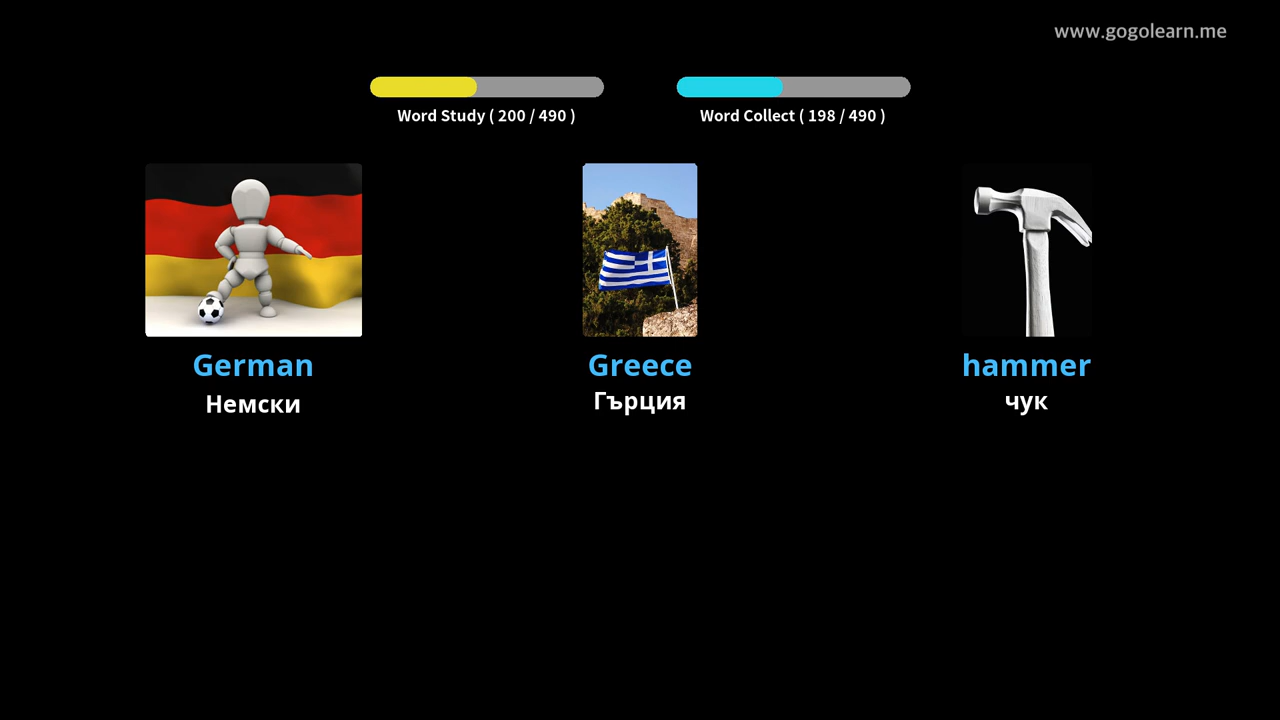 www.gogolearn.me
Word Study ( 200 / 490 )
Word Collect ( 198 / 490 )
German
Немски
Greece
Гърция
hammer
чук